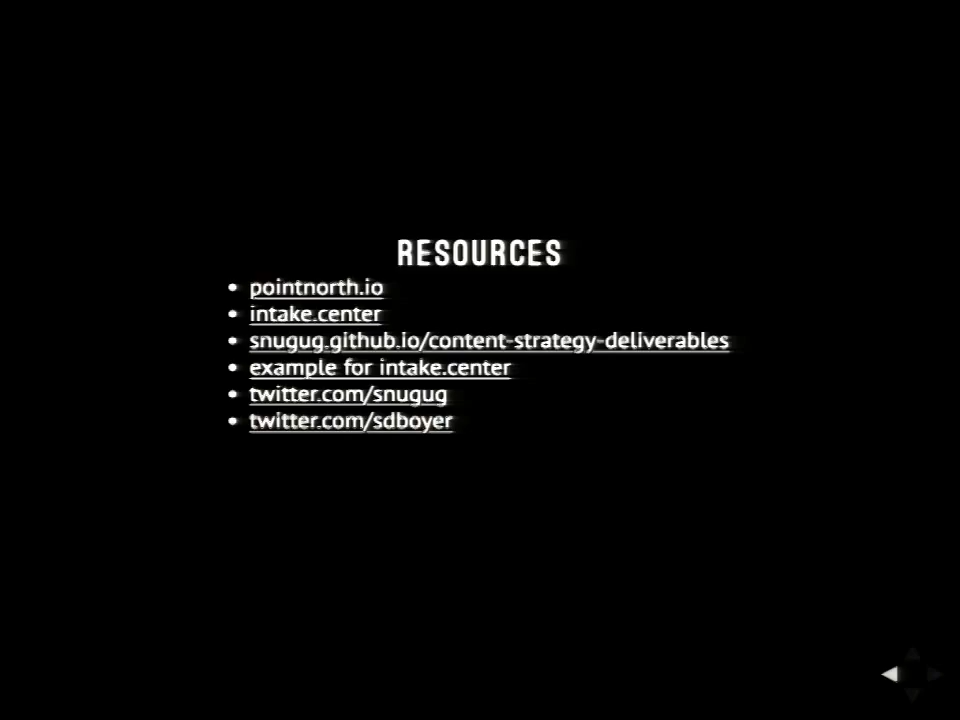 RESOURCES
pointnorth.io
intake.center
snugug.github.io/content-strategy-deliverables
example for intake.center
twitter.com/snugug
twitter.com/sdboyer